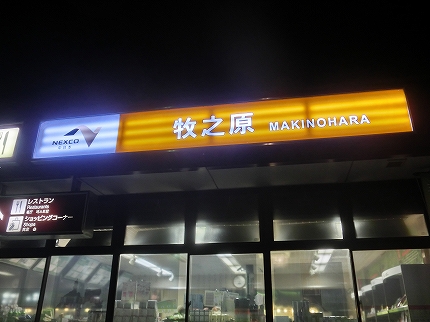 NEXCO
牧之原 MAKINOHARA
レストラン
Restaurants
ショッピングコーナー
Shops